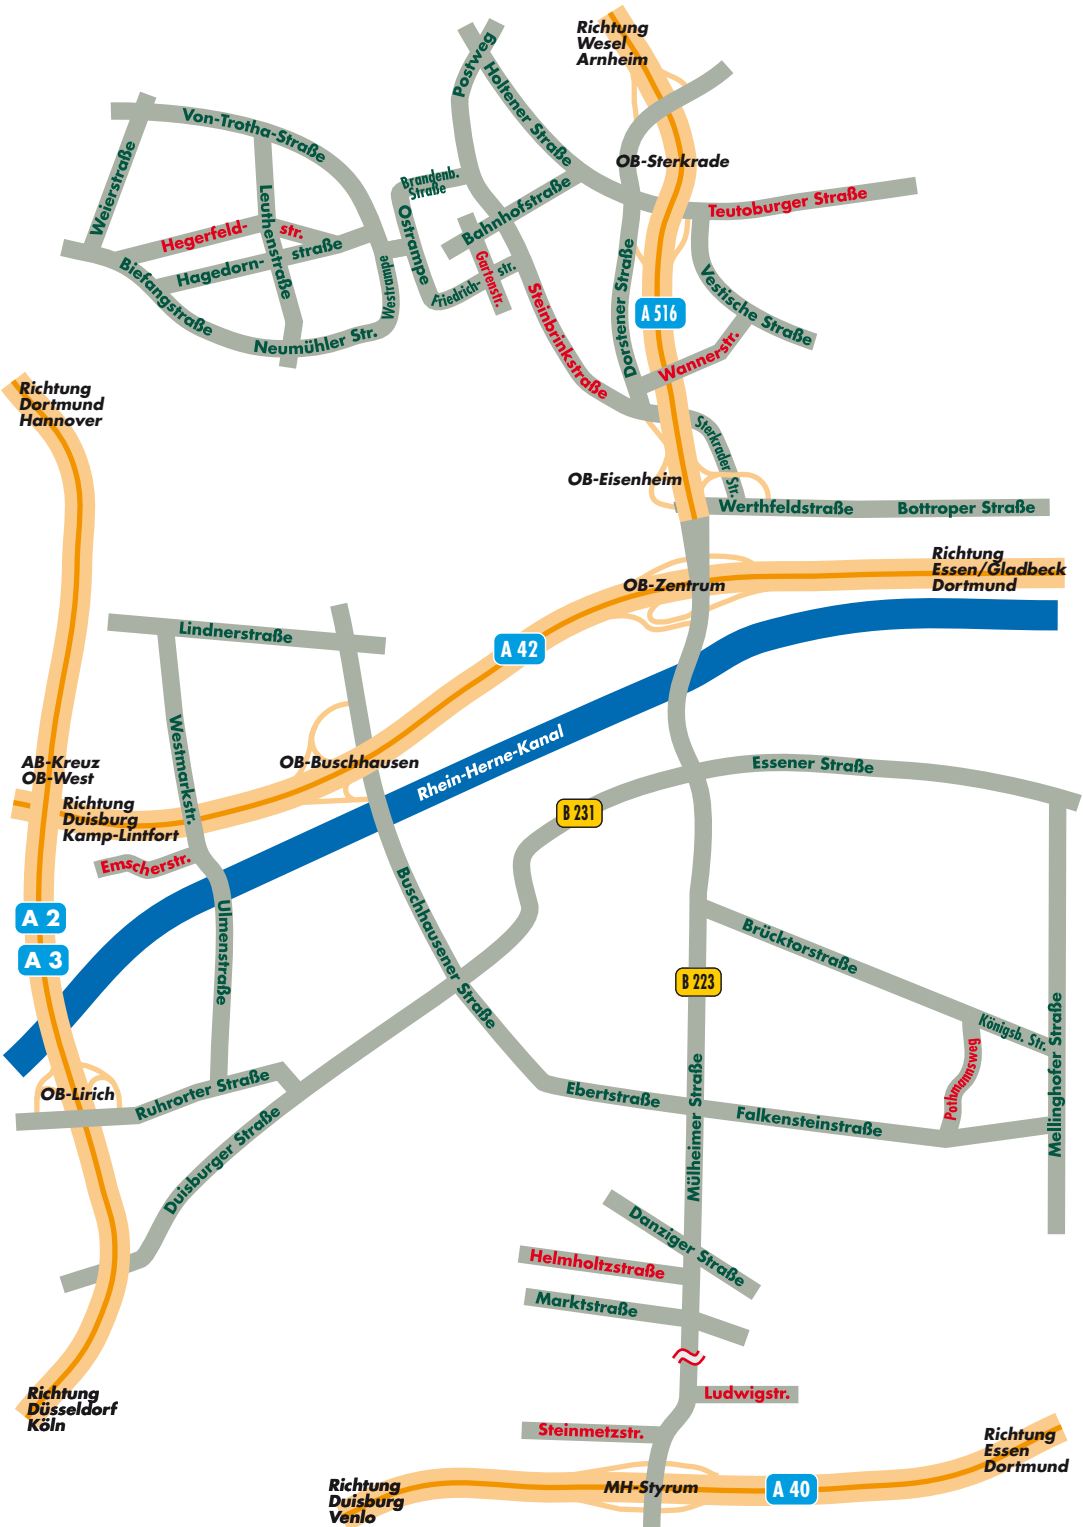 Richtung
Wesel
Arnheim
Postweg
Holtener Straße
Von-Trotha-Straße
Weierstraße
Leuthenstraße
Hegerfeld-
str.
Hagedorn-
straße
Biefangstraße
Neumühler Str.
Westrampe
Ostrampe
Brandenb.
Straße
Bahnhofstraße
Gartenstr.
Friedrich-
str.
Steinbrinkstraße
OB-Sterkrade
Teutoburger Straße
Dorstener Straße
Vestische Straße
A 516
Wannerstr.
Sterkrader Str.
Richtung
Dortmund
Hannover
OB-Eisenheim
Werthfeldstraße
Bottroper Straße
Richtung
Essen/Gladbeck
Dortmund
OB-Zentrum
Lindnerstraße
A 42
Westmarkstr.
OB-Buschhausen
Rhein-Herne-Kanal
AB-Kreuz
OB-West
Richtung
Duisburg
Kamp-Lintfort
Essener Straße
B 231
Emscherstr.
Buschhausener Straße
Ulmenstraße
A 2
A 3
Brücktorstraße
B 223
Königsb. Str.
Pothmannsweg
Mellinghofer Straße
OB-Lirich
Ruhrorter Straße
Duisburger Straße
Ebertstraße
Falkensteinstraße
Mülheimer Straße
Danziger Straße
Helmholtzstraße
Marktstraße
Ludwigstr.
Steinmetzstr.
Richtung
Düsseldorf
Köln
Richtung
Essen
Dortmund
MH-Styrum
A 40
Richtung
Duisburg
Venlo